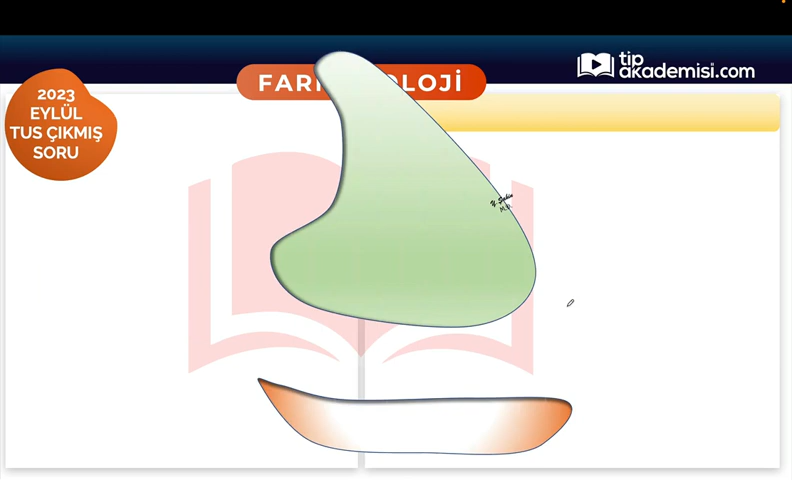 tıp
akademisi.com
2023
EYLÜL
TUS ÇIKMIŞ
SORU
M.D.